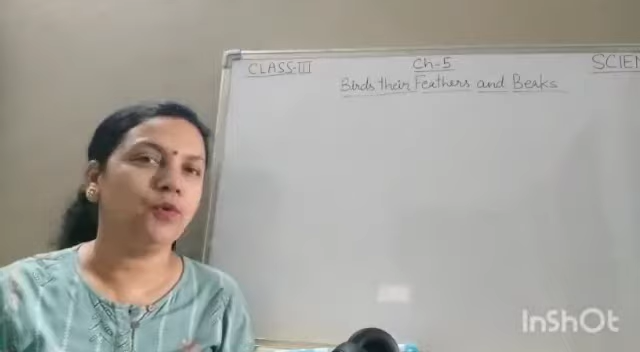 CLASS-III Ch-5 SCIEN
Birds their Feathers and Beaks
InShOt